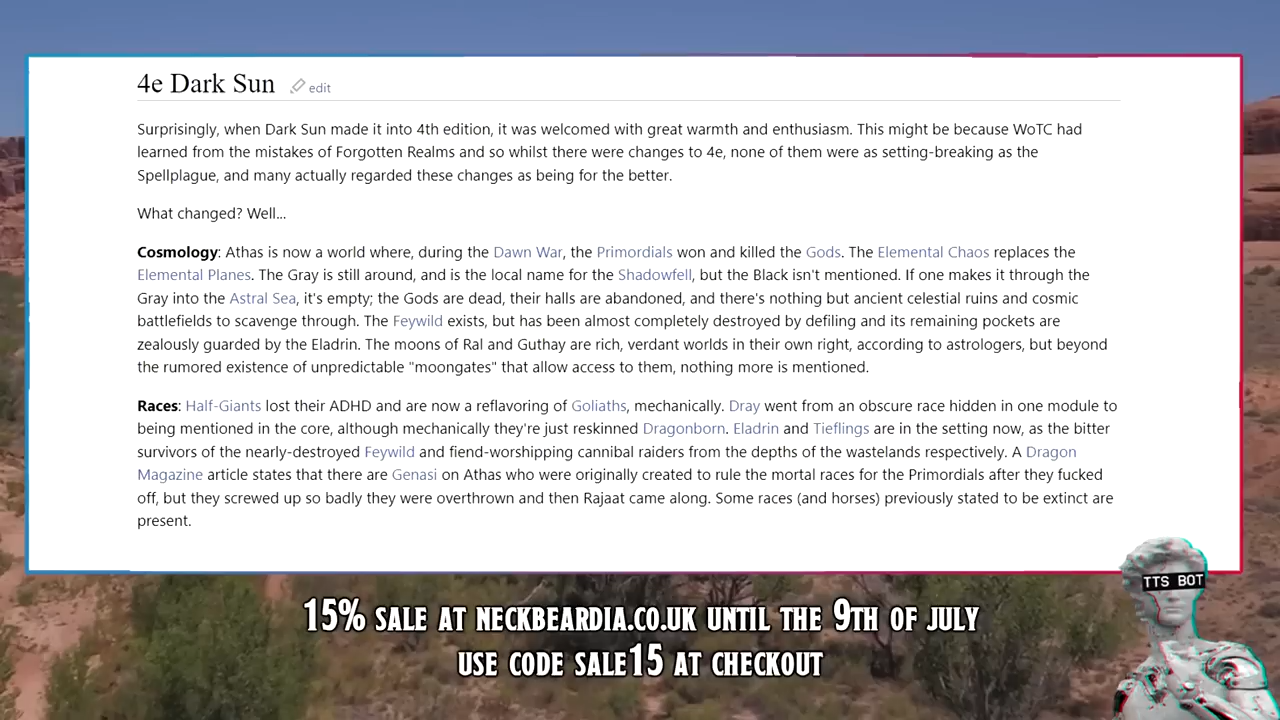 4e Dark Sun edit
Surprisingly, when Dark Sun made it into 4th edition, it was welcomed with great warmth and enthusiasm. This might be because WoTC had
learned from the mistakes of Forgotten Realms and so whilst there were changes to 4e, none of them were as setting-breaking as the
Spellplague, and many actually regarded these changes as being for the better.
What changed? Well...
Cosmology: Athas is now a world where, during the Dawn War, the Primordials won and killed the Gods. The Elemental Chaos replaces the
Elemental Planes. The Gray is still around, and is the local name for the Shadowfell, but the Black isn't mentioned. If one makes it through the
Gray into the Astral Sea, it's empty; the Gods are dead, their halls are abandoned, and there's nothing but ancient celestial ruins and cosmic
battlefields to scavenge through. The Feywild exists, but has been almost completely destroyed by defiling and its remaining pockets are
zealously guarded by the Eladrin. The moons of Ral and Guthay are rich, verdant worlds in their own right, according to astrologers, but beyond
the rumored existence of unpredictable "moongates" that allow access to them, nothing more is mentioned.
Races: Half-Giants lost their ADHD and are now a reflavoring of Goliaths, mechanically. Dray went from an obscure race hidden in one module to
being mentioned in the core, although mechanically they're just reskinned Dragonborn. Eladrin and Tieflings are in the setting now, as the bitter
survivors of the nearly-destroyed Feywild and fiend-worshipping cannibal raiders from the depths of the wastelands respectively. A Dragon
Magazine article states that there are Genasi on Athas who were originally created to rule the mortal races for the Primordials after they fucked
off, but they screwed up so badly they were overthrown and then Rajaat came along. Some races (and horses) previously stated to be extinct are
present.
TTS BOT
15% SALE AT NECKBEARDIA.CO.UK UNTIL THE 9TH OF JULY
USE CODE SALE15 AT CHECKOUT